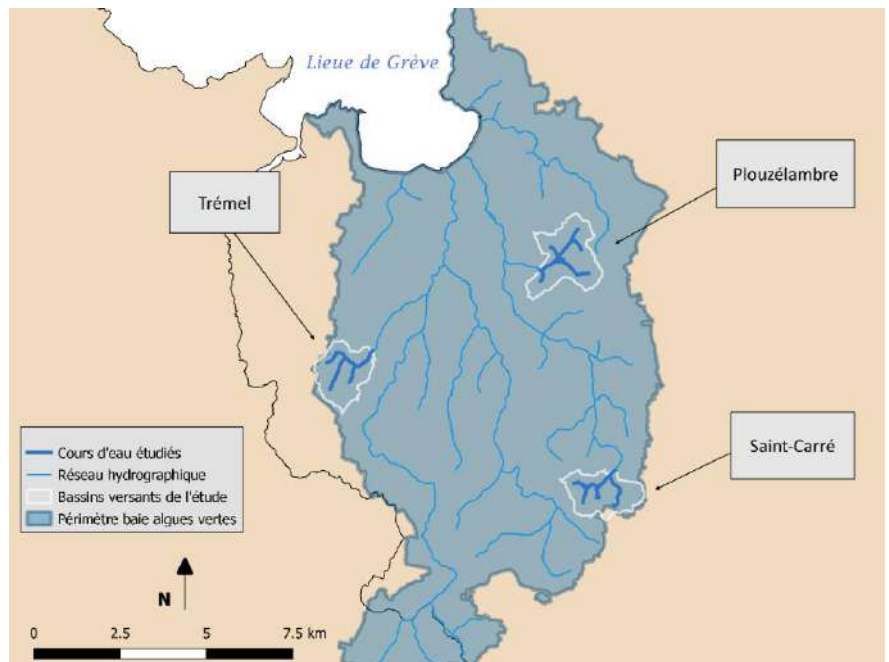 Lieue de Grève
Plouzélambre
Trémel
Saint-Carré
Cours d'eau étudiés
Réseau hydrographique
Bassins versants de l'étude
Périmètre baie algues vertes
N
0 2.5 5 7.5 km